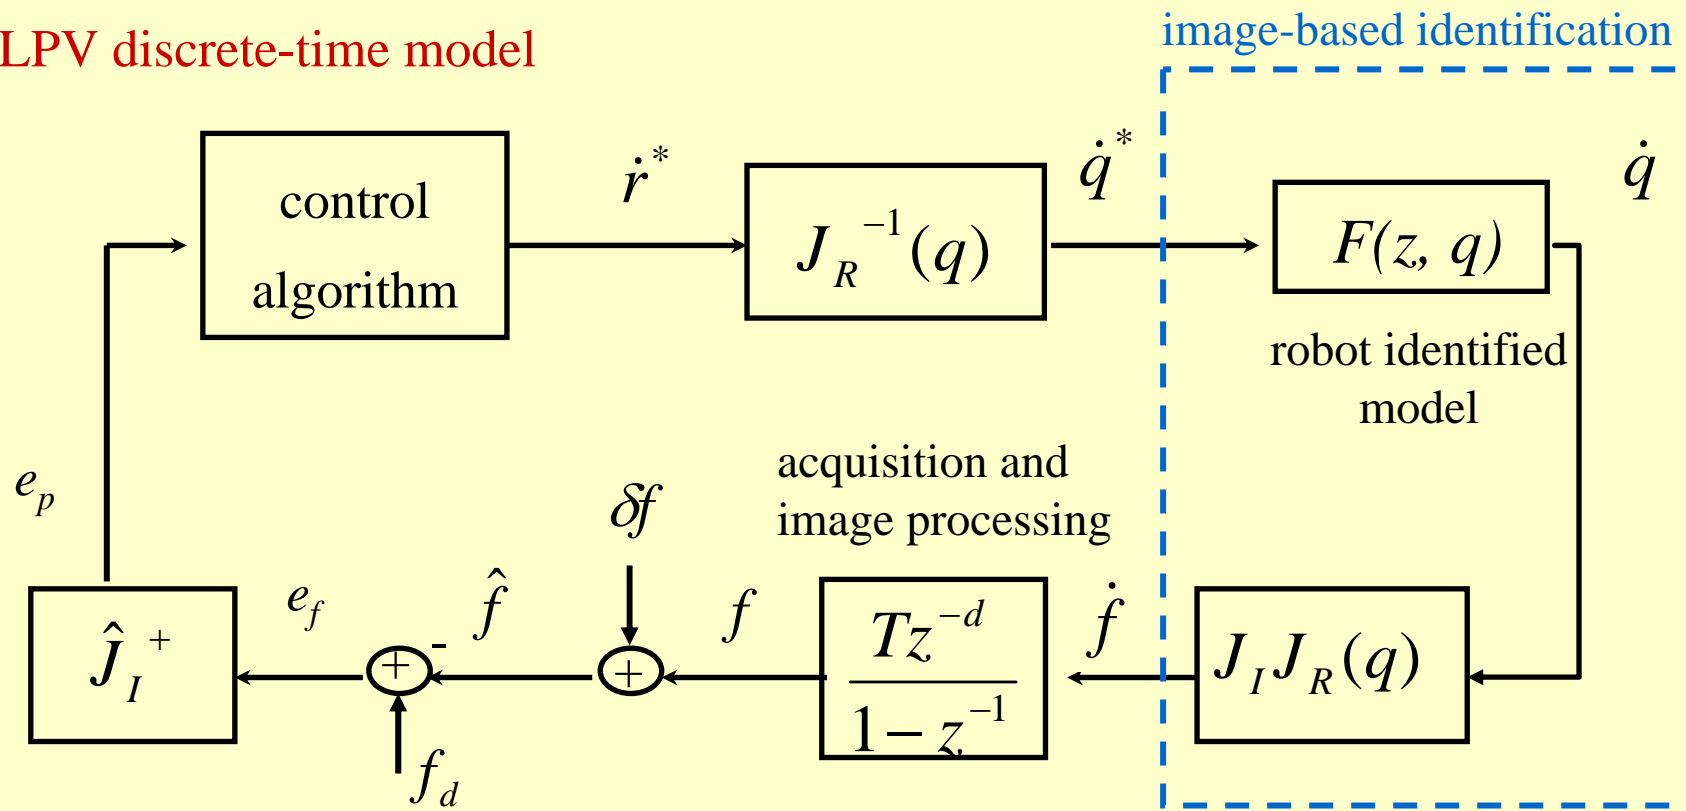 LPV discrete-time model
image-based identification
control
algorithm
ṙ*
J_R⁻¹(q)
q̇*
F(z, q)
q̇
robot identified
model
acquisition and
image processing
e_p
Ĵ_I⁺
e_f
+
-
f_d
f̂
δf
+
f
Tz^{-d}
1 − z⁻¹
ḟ
J_I J_R(q)